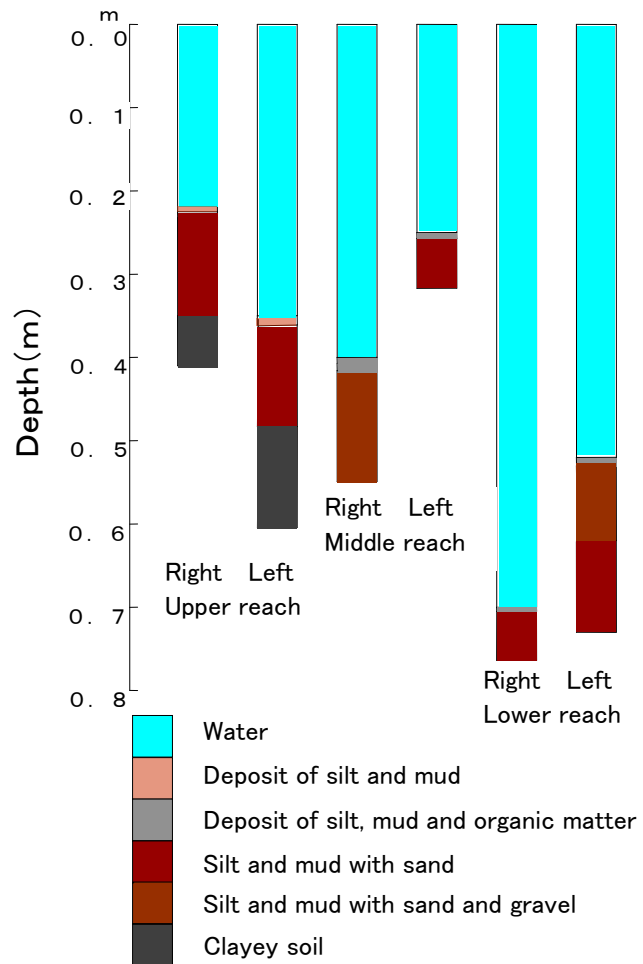 m
0. 0
0. 1
0. 2
0. 3
0. 4
0. 5
0. 6
0. 7
0. 8
Depth(m)
Right Left
Middle reach
Right Left
Upper reach
Right Left
Lower reach
Water
Deposit of silt and mud
Deposit of silt, mud and organic matter
Silt and mud with sand
Silt and mud with sand and gravel
Clayey soil